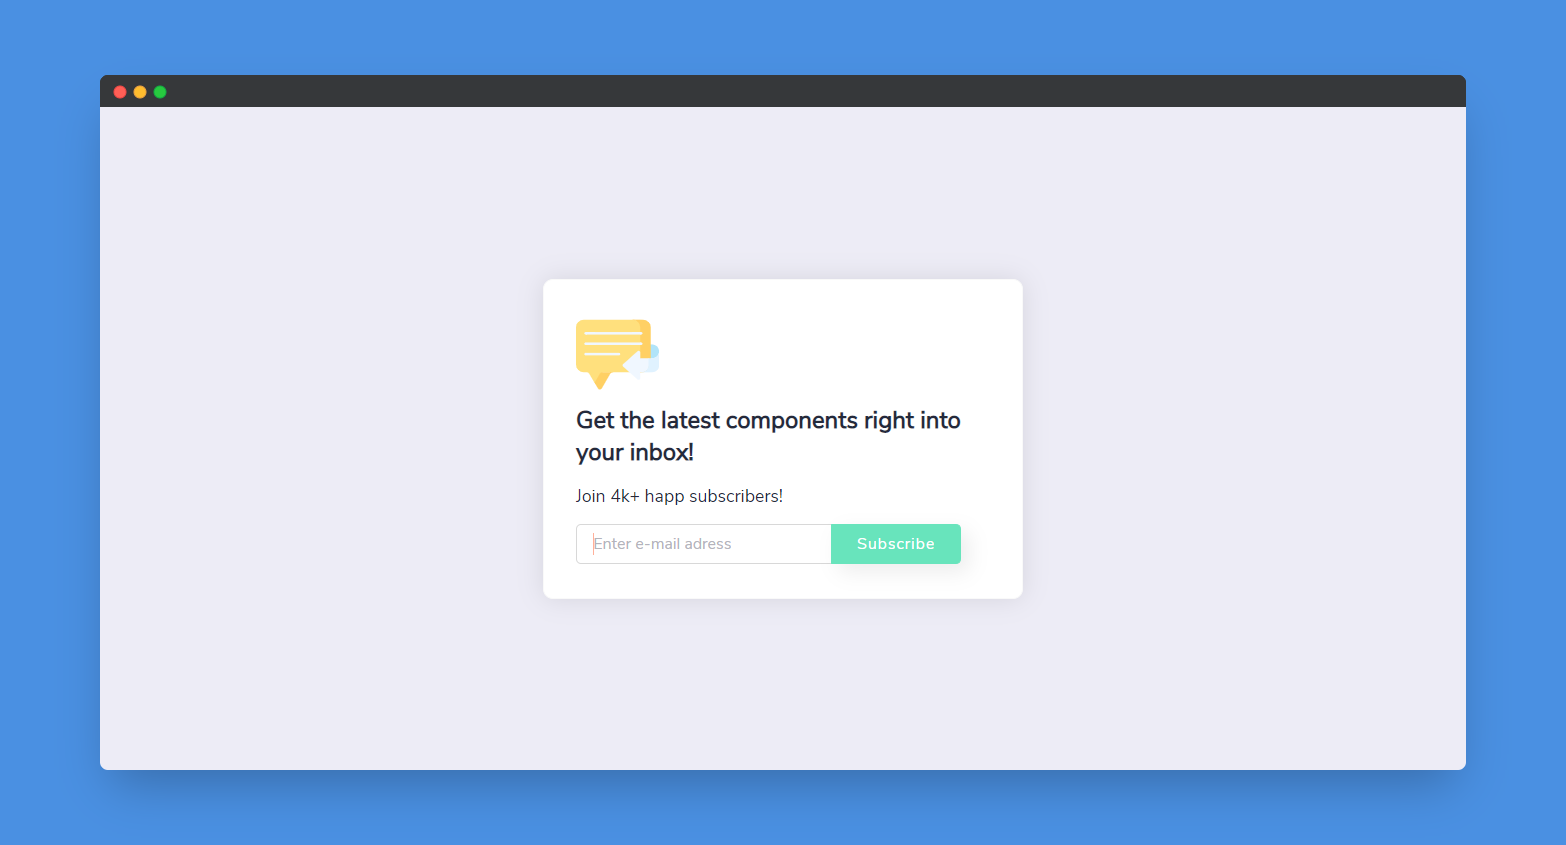 Get the latest components right into
your inbox!
Join 4k+ happ subscribers!
Enter e-mail adress
Subscribe